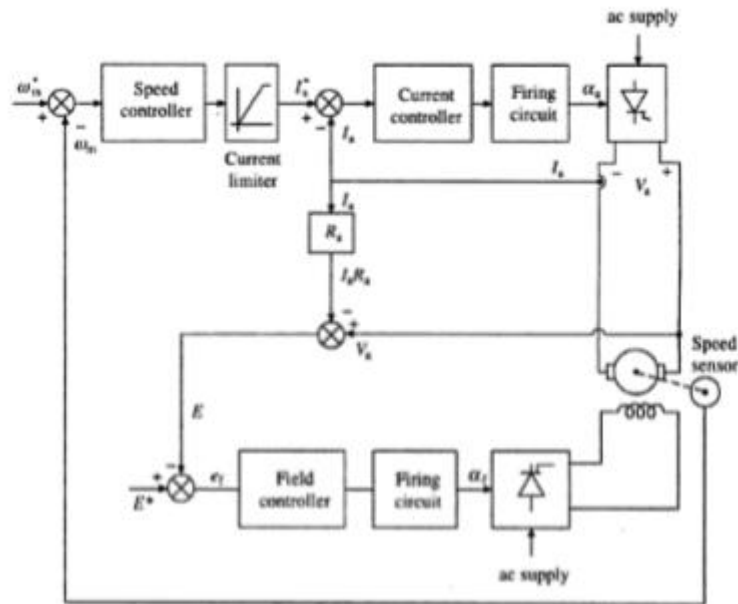 ac supply
ω*m
+
−
ωm
Speed
controller
Current
limiter
I*a
+
−
Ia
Current
controller
Firing
circuit
αa
Ia
−
+
Va
Ia
Ra
IaRa
−
+
Va
Speed
sensor
E
−
+
E*
ef
Field
controller
Firing
circuit
αf
ac supply